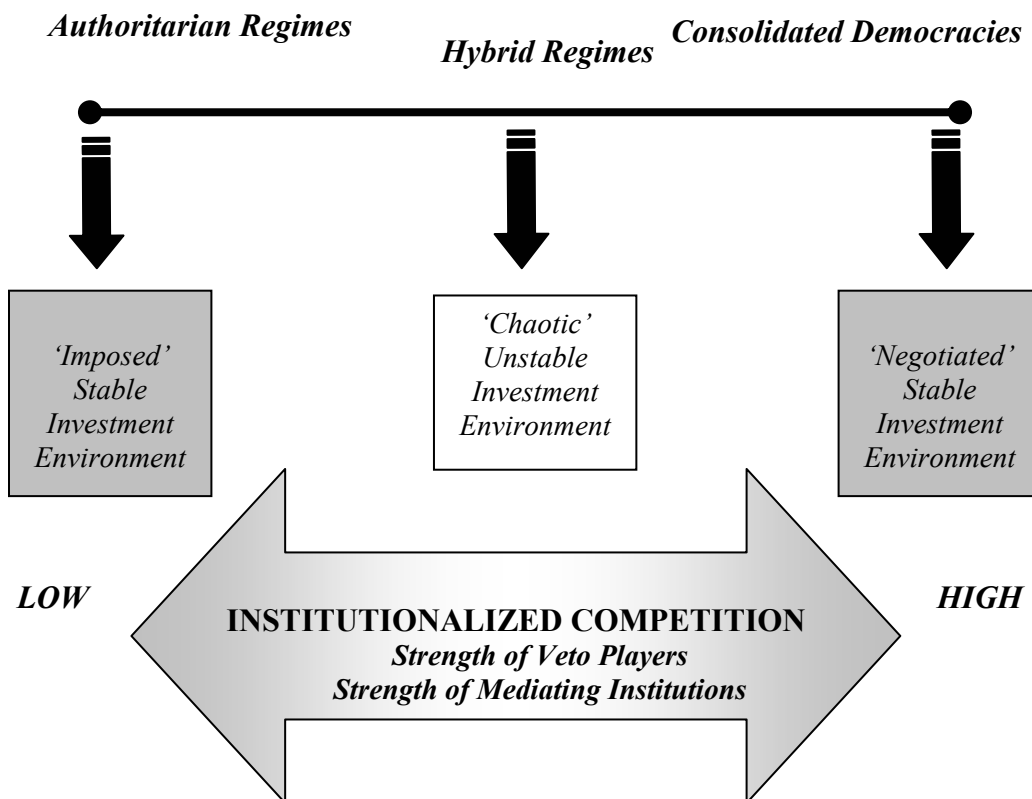 Authoritarian Regimes
Hybrid Regimes
Consolidated Democracies
‘Imposed’
Stable
Investment
Environment
‘Chaotic’
Unstable
Investment
Environment
‘Negotiated’
Stable
Investment
Environment
LOW
HIGH
INSTITUTIONALIZED COMPETITION
Strength of Veto Players
Strength of Mediating Institutions